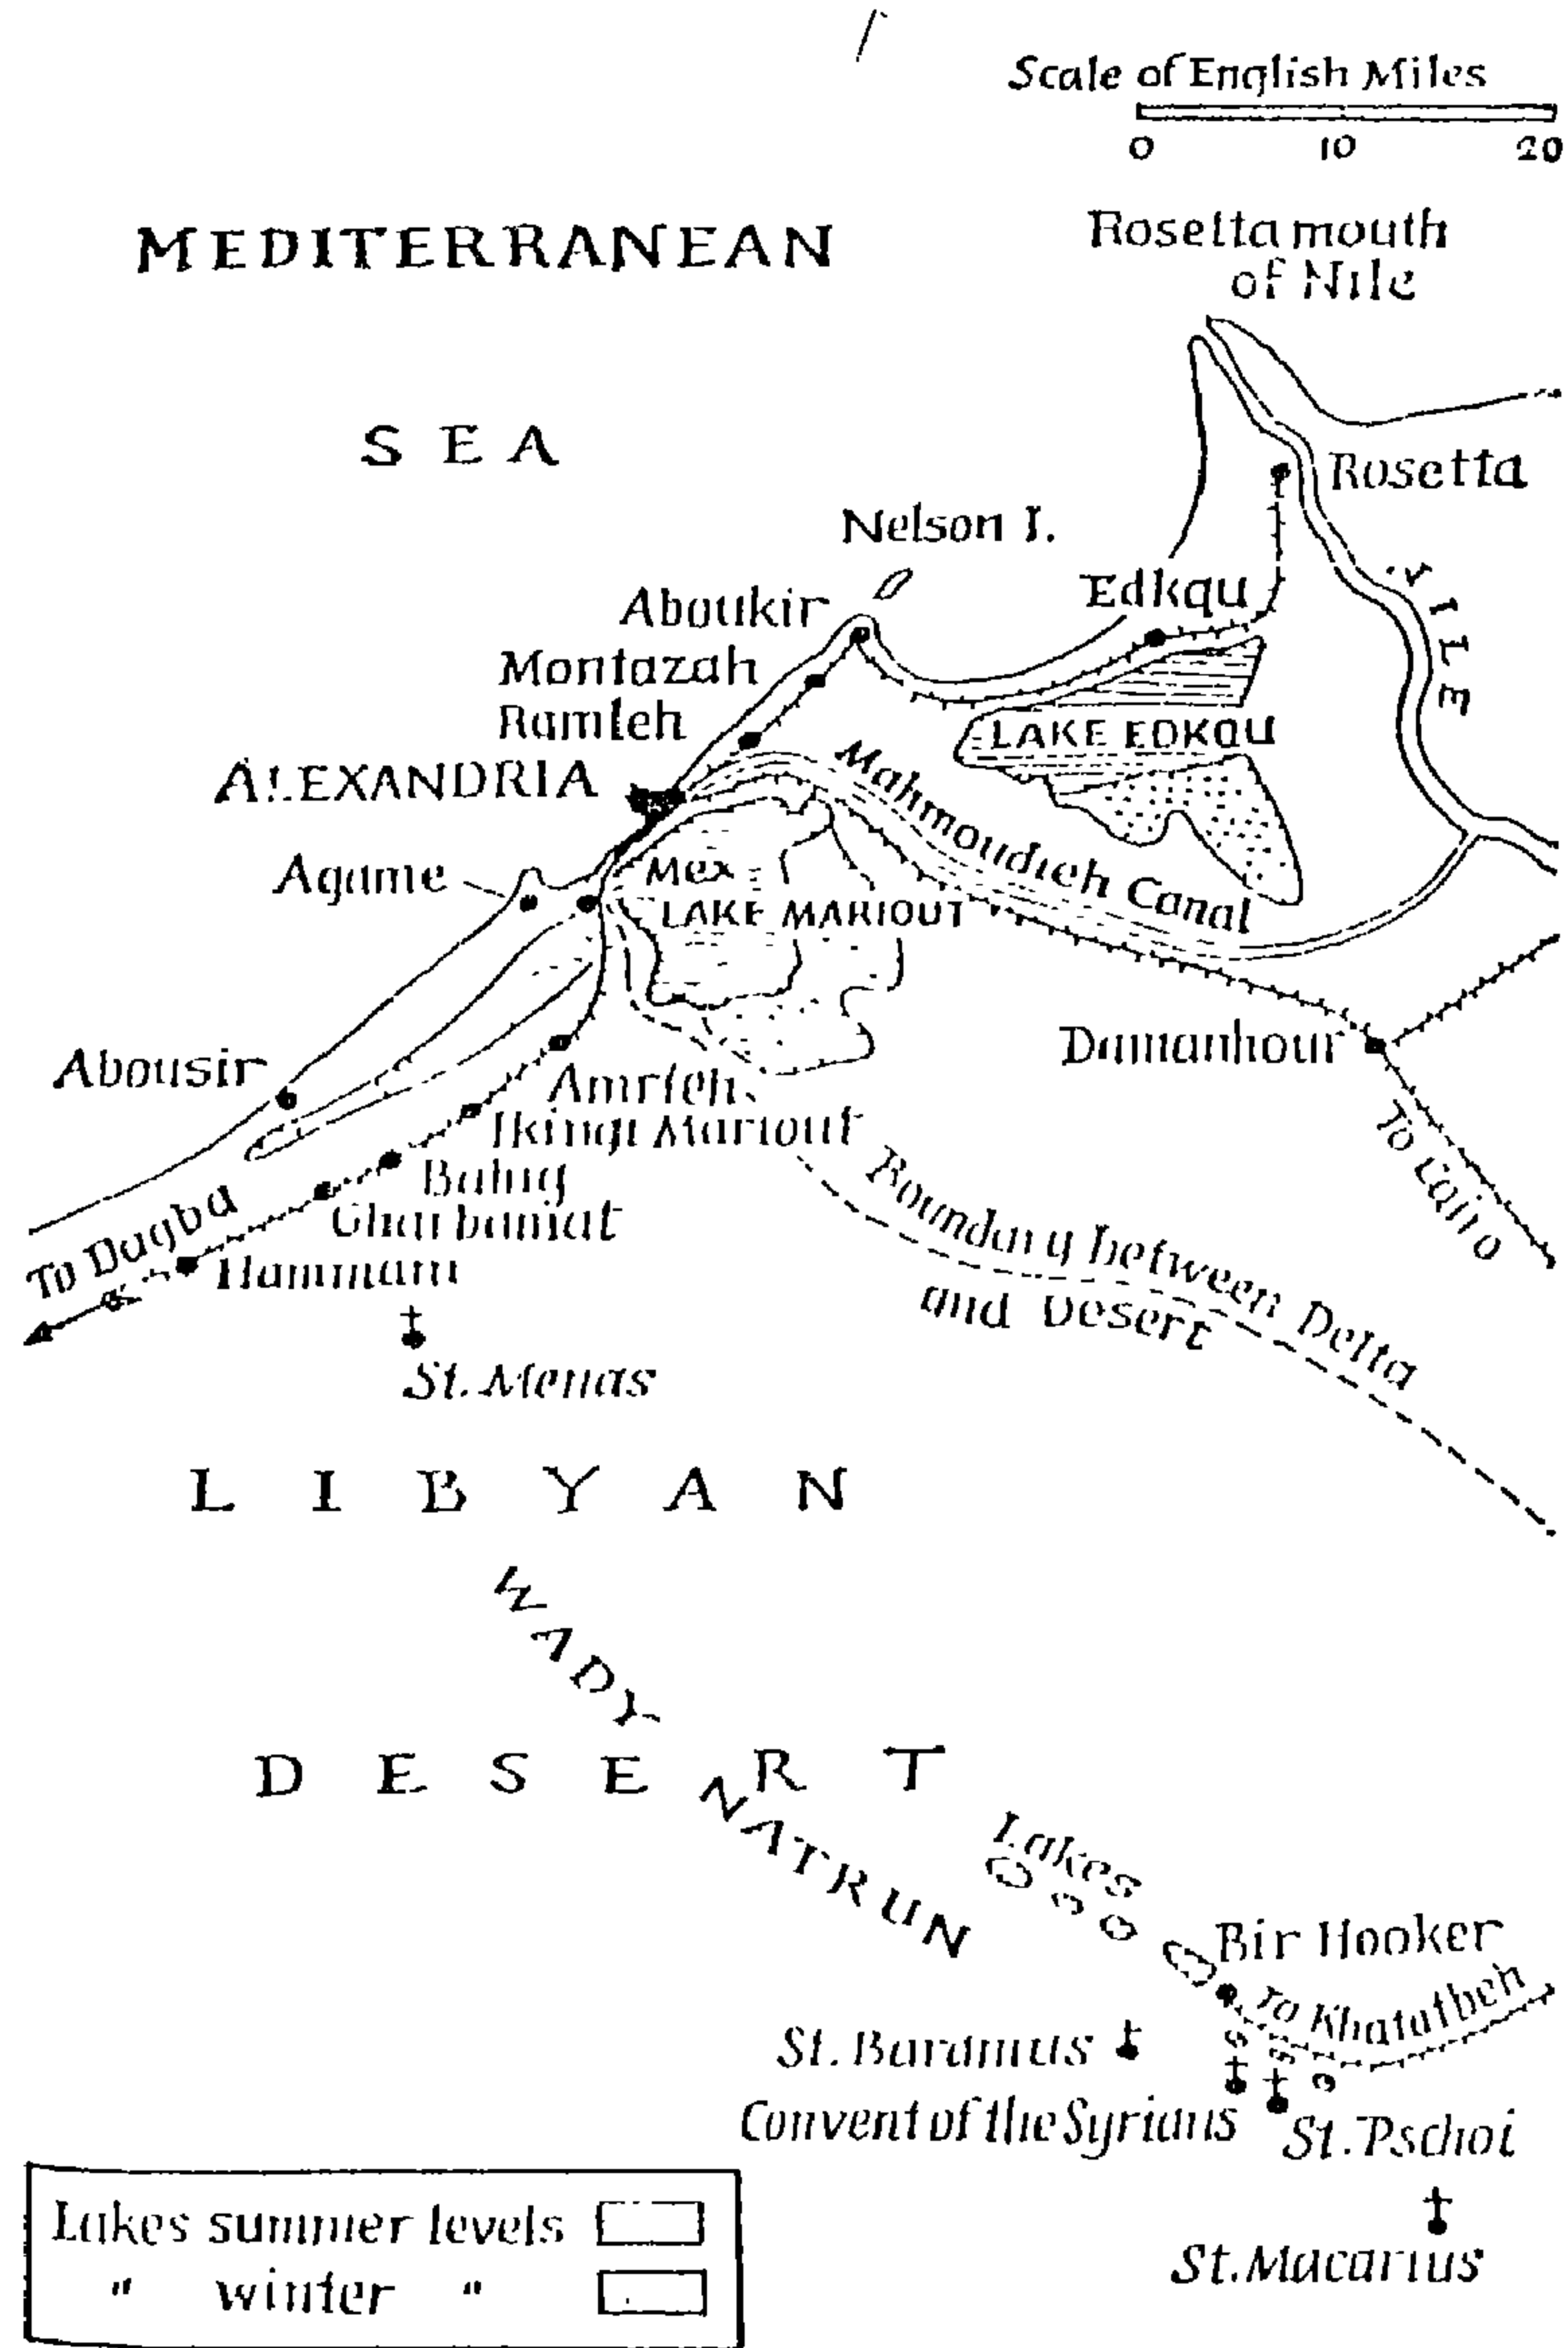 Scale of English Miles
0 10 20
MEDITERRANEAN
SEA
Rosetta mouth
of Nile
Rosetta
NILE
Nelson I.
Edkqu
Aboukir
Montazah
Ramleh
LAKE EDKQU
ALEXANDRIA
Mahmoudieh Canal
Agame
Mex
LAKE MARIOUT
Abousir
Damanhour
Amrieh
Ikingi Mariout
To Cairo
Bahig
Gharbaniat
To Dagba
Hammam
Boundary between Delta
and Desert
St. Menas
LIBYAN
WADY
DESERT
NATRUN
Lakes
Bir Hooker
To Khatatbeh
St. Baramus
Convent of the Syrians
St. Pschoi
St. Macarius
Lakes summer levels
" winter "